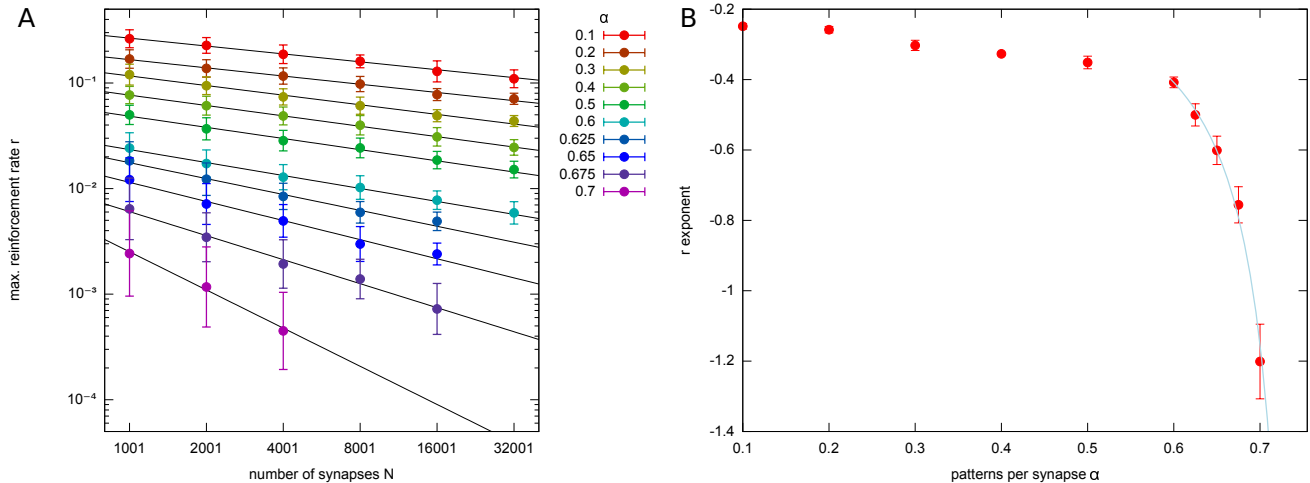 A
max. reinforcement rate r
10⁻¹
10⁻²
10⁻³
10⁻⁴
1001 2001 4001 8001 16001 32001
number of synapses N
α
0.1
0.2
0.3
0.4
0.5
0.6
0.625
0.65
0.675
0.7
B
r exponent
-0.2
-0.4
-0.6
-0.8
-1
-1.2
-1.4
0.1 0.2 0.3 0.4 0.5 0.6 0.7
patterns per synapse α